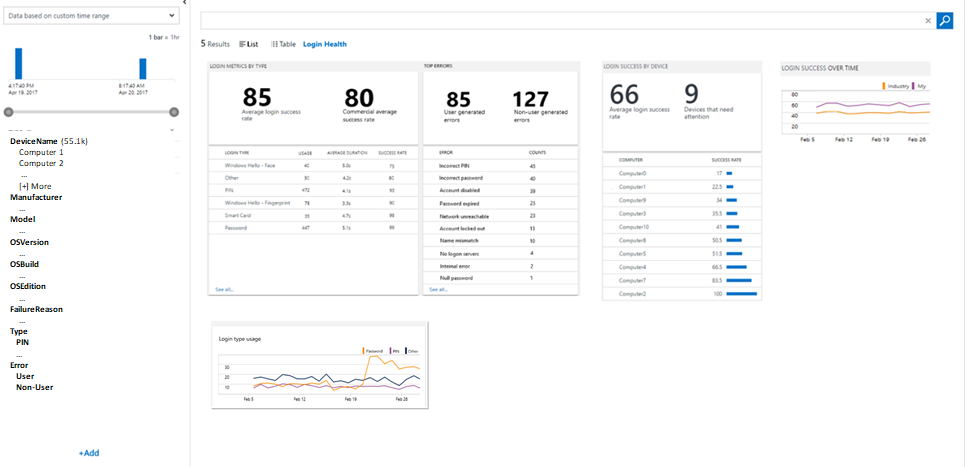 Data based on custom time range
1 bar = 1hr
4:17:40 PM
Apr 19, 2017
8:17:40 AM
Apr 20, 2017
DeviceName (55.1k)
Computer 1
Computer 2
...
[+] More
Manufacturer
...
Model
...
OSVersion
...
OSBuild
...
OSEdition
...
FailureReason
...
Type
PIN
...
Error
User
Non-User
+Add
5 Results List Table Login Health
LOGIN METRICS BY TYPE
85
Average login success
rate
80
Commercial average
success rate
LOGIN TYPE USAGE AVERAGE DURATION SUCCESS RATE
Windows Hello - Face 40 5.0s 75
Other 30 4.2s 80
PIN 472 4.1s 93
Windows Hello - Fingerprint 78 3.3s 90
Smart Card 35 4.7s 99
Password 447 5.1s 89
See all...
TOP ERRORS
85
User generated
errors
127
Non-user generated
errors
ERROR COUNTS
Incorrect PIN 45
Incorrect password 40
Account disabled 39
Password expired 25
Network unreachable 23
Account locked out 13
Name mismatch 10
No logon servers 4
Internal error 2
Null password 1
See all...
LOGIN SUCCESS BY DEVICE
66
Average login success
rate
9
Devices that need
attention
COMPUTER SUCCESS RATE
Computer0 17
Computer1 22.5
Computer9 34
Computer3 35.5
Computer10 41
Computer8 50.5
Computer5 51.5
Computer4 66.5
Computer7 83.5
Computer2 100
LOGIN SUCCESS OVER TIME
Industry My
80
60
40
20
Feb 5 Feb 12 Feb 19 Feb 26
Login type usage
Password PIN Other
30
20
10
Feb 5 Feb 12 Feb 19 Feb 26